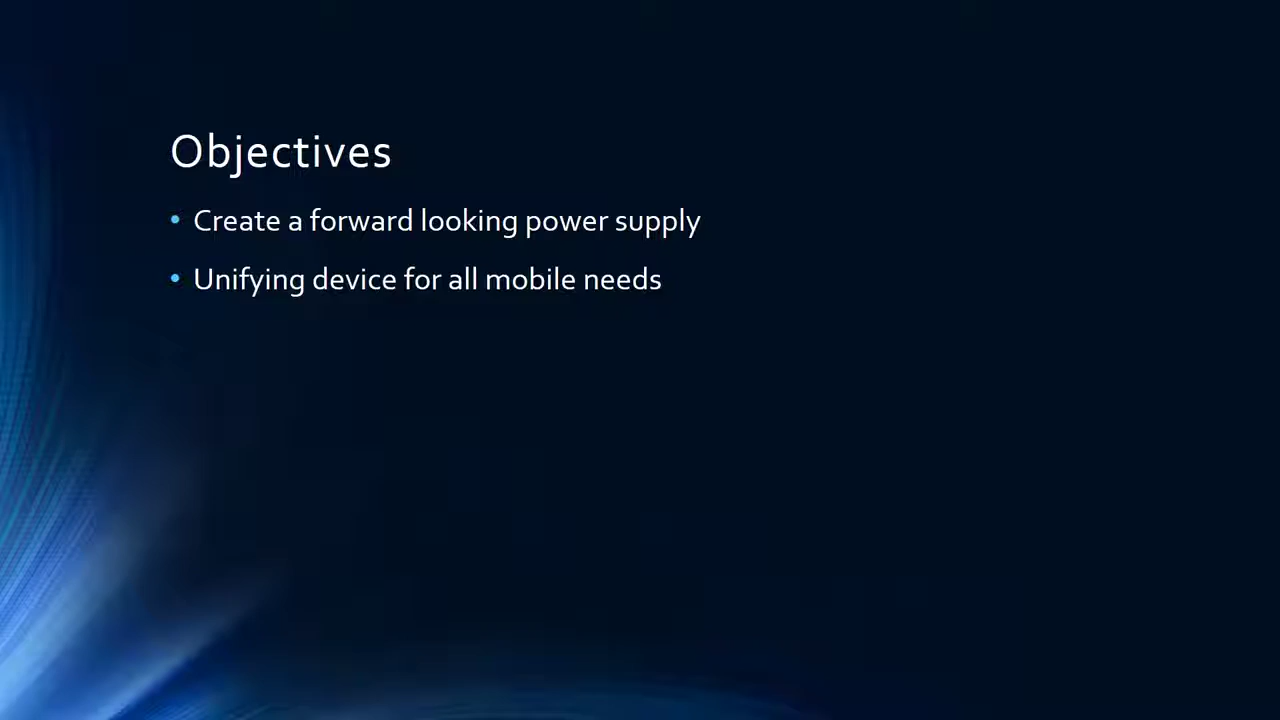 Objectives
• Create a forward looking power supply
• Unifying device for all mobile needs